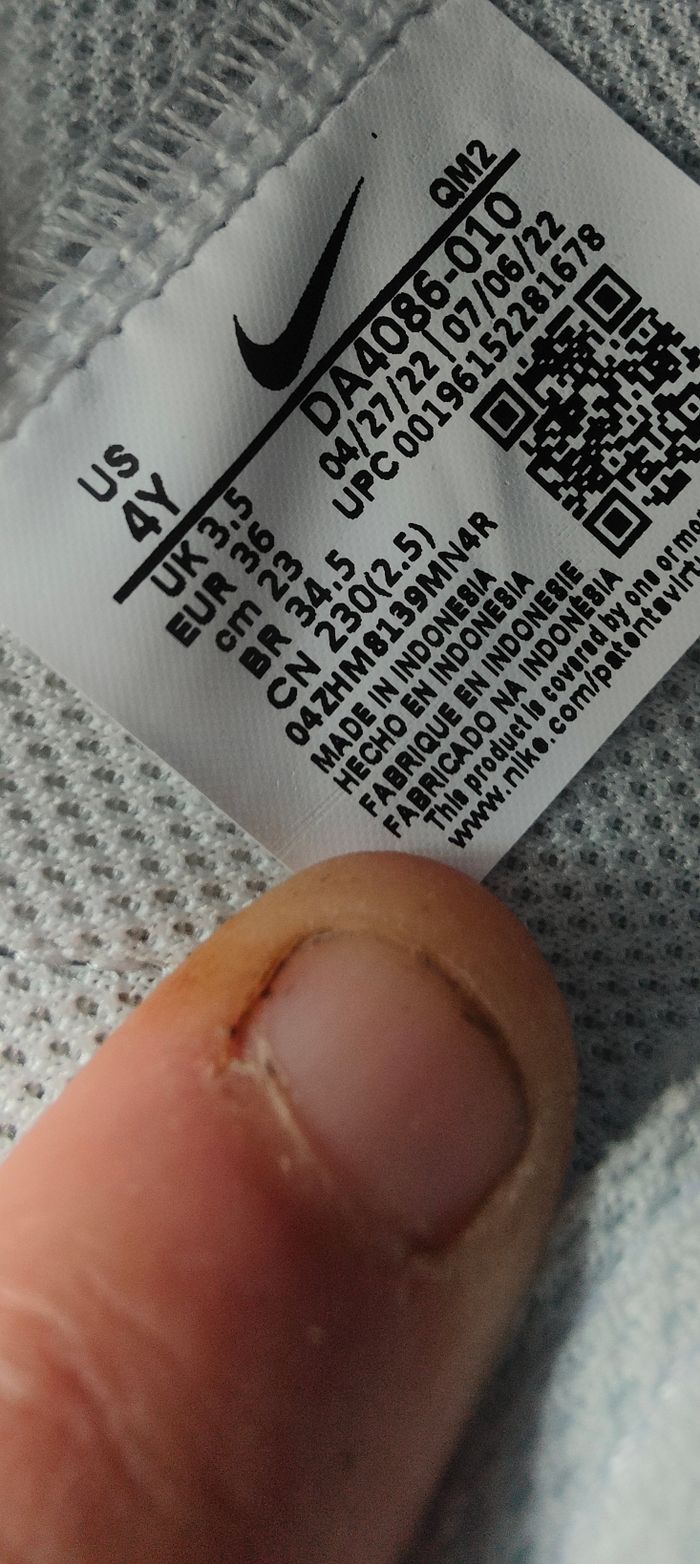 QM2
DA4086-010
04/27/22 | 07/06/22
UPC 00196152281678
US
4Y
UK 3.5
EUR 36
cm 23
BR 34.5
CN 230(2.5)
04ZHM8139MN4R
MADE IN INDONESIA
HECHO EN INDONESIA
FABRIQUE EN INDONESIE
FABRICADO NA INDONÉSIA
This product is covered by one or
www.nike.com/patentsvirt